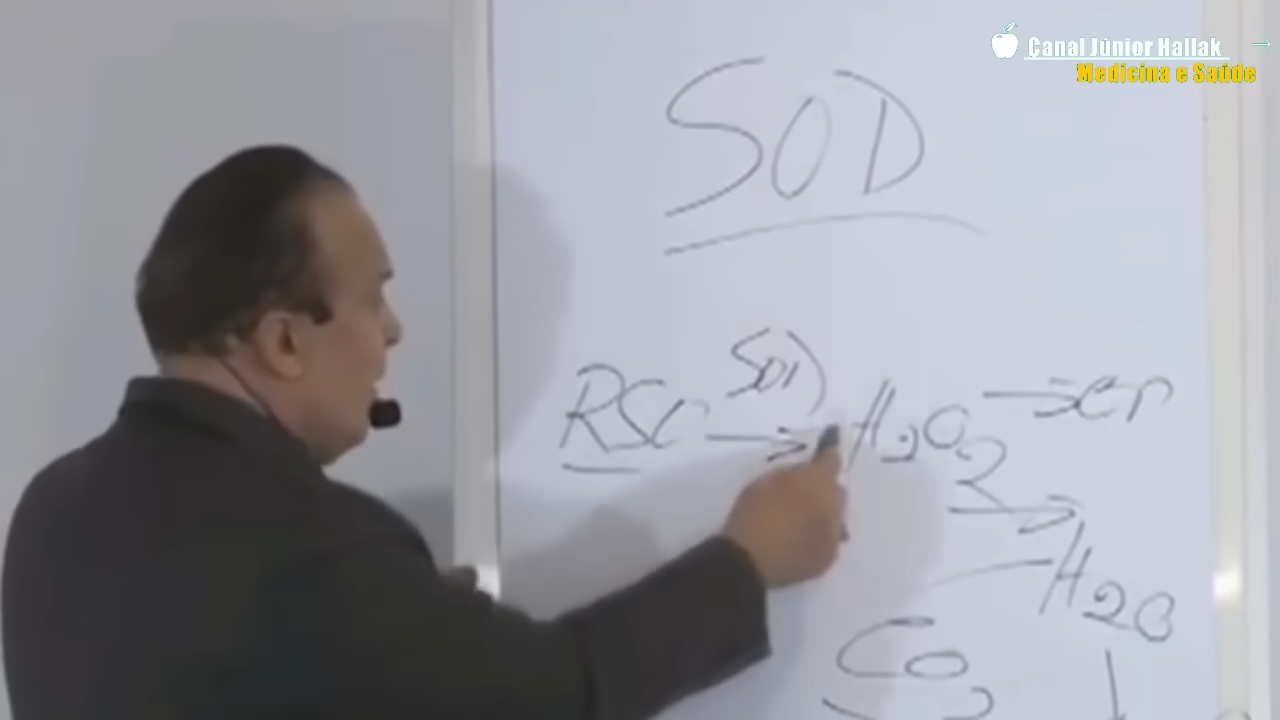 Canal Júnior Hallak
Medicina e Saúde
SOD
SOD
RSO → H2O2 →
→
H2O
CO2